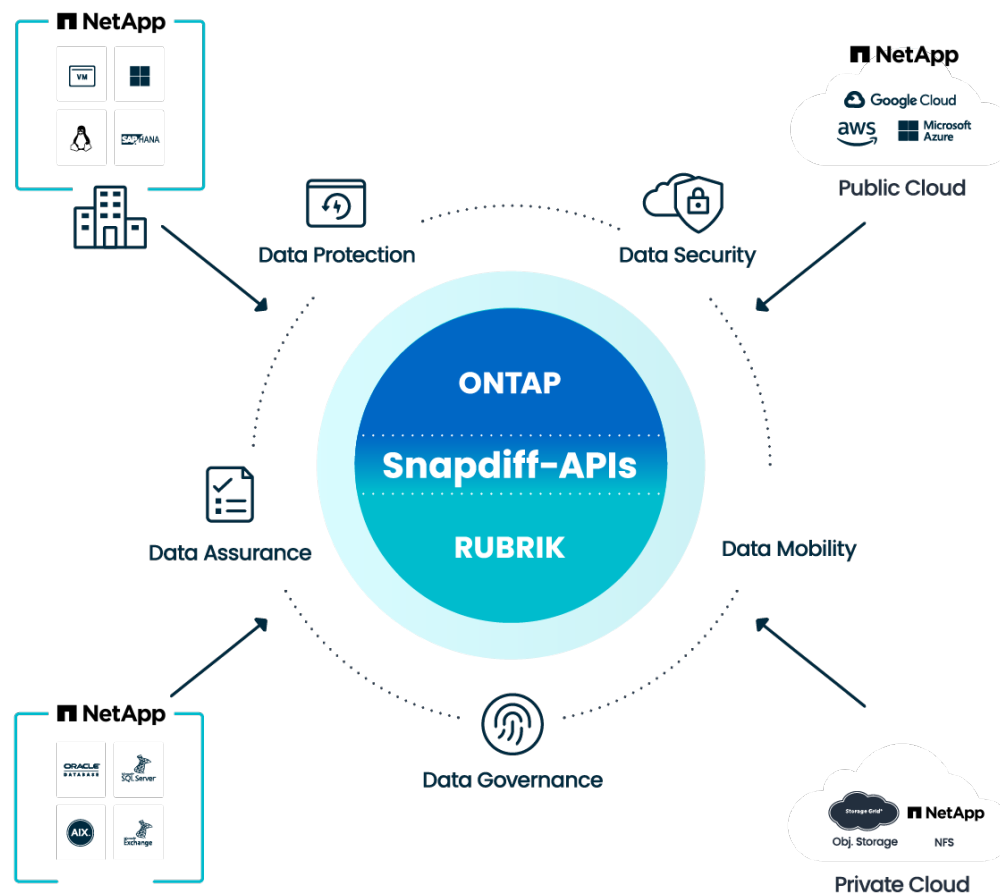 NetApp
VM
SAP HANA
NetApp
Google Cloud
aws
Microsoft
Azure
Public Cloud
Data Protection
Data Security
ONTAP
Snapdiff-APIs
RUBRIK
Data Assurance
Data Mobility
Data Governance
NetApp
ORACLE
DATABASE
SQL Server
AIX
Exchange
Storage Grid®
NetApp
Obj. Storage
NFS
Private Cloud